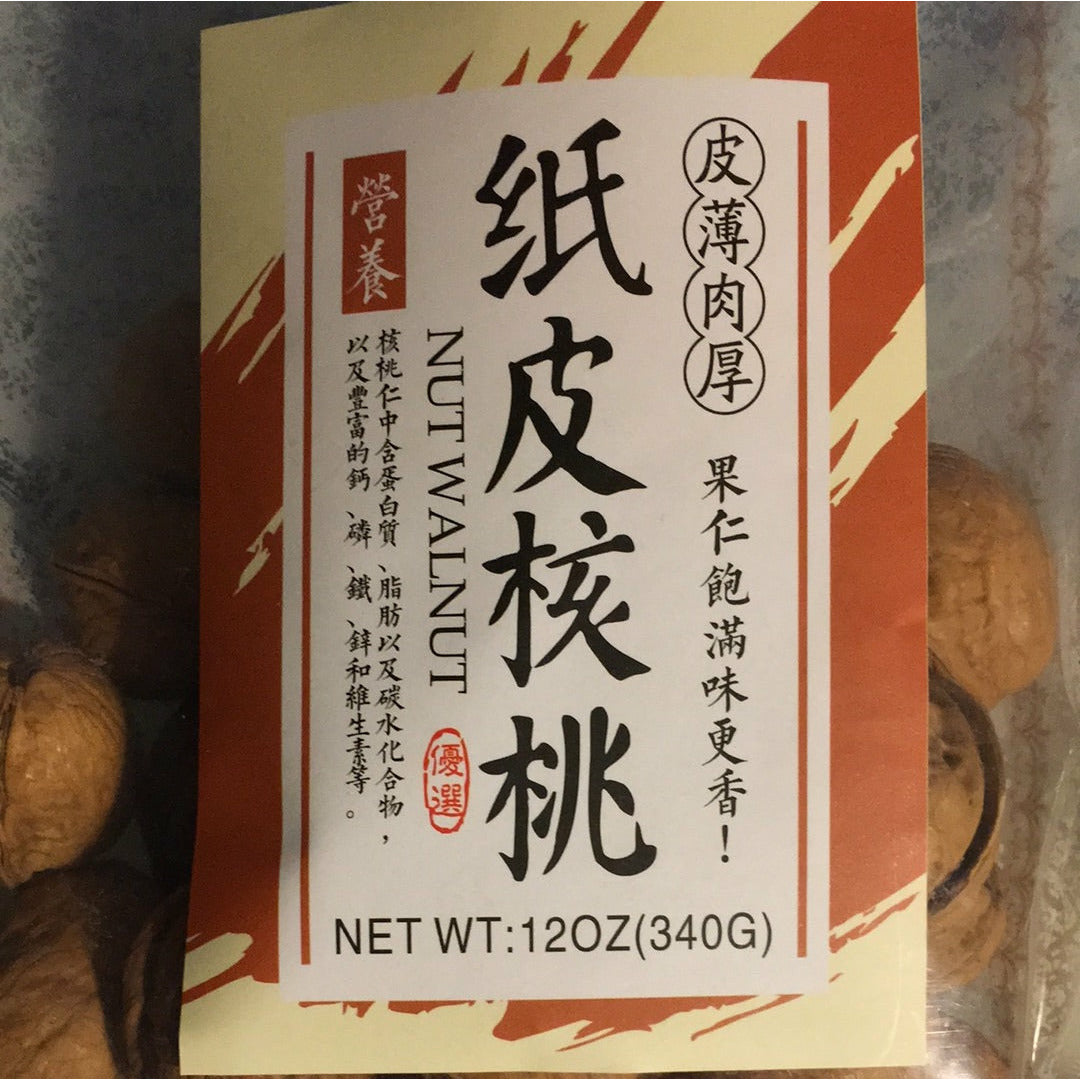 皮薄肉厚
果仁飽滿味更香！
纸皮核桃
NUT WALNUT
優選
營養
核桃仁中含蛋白質、脂肪以及碳水化合物，
以及豐富的鈣、磷、鐵、鋅和維生素等。
NET WT:12OZ(340G)